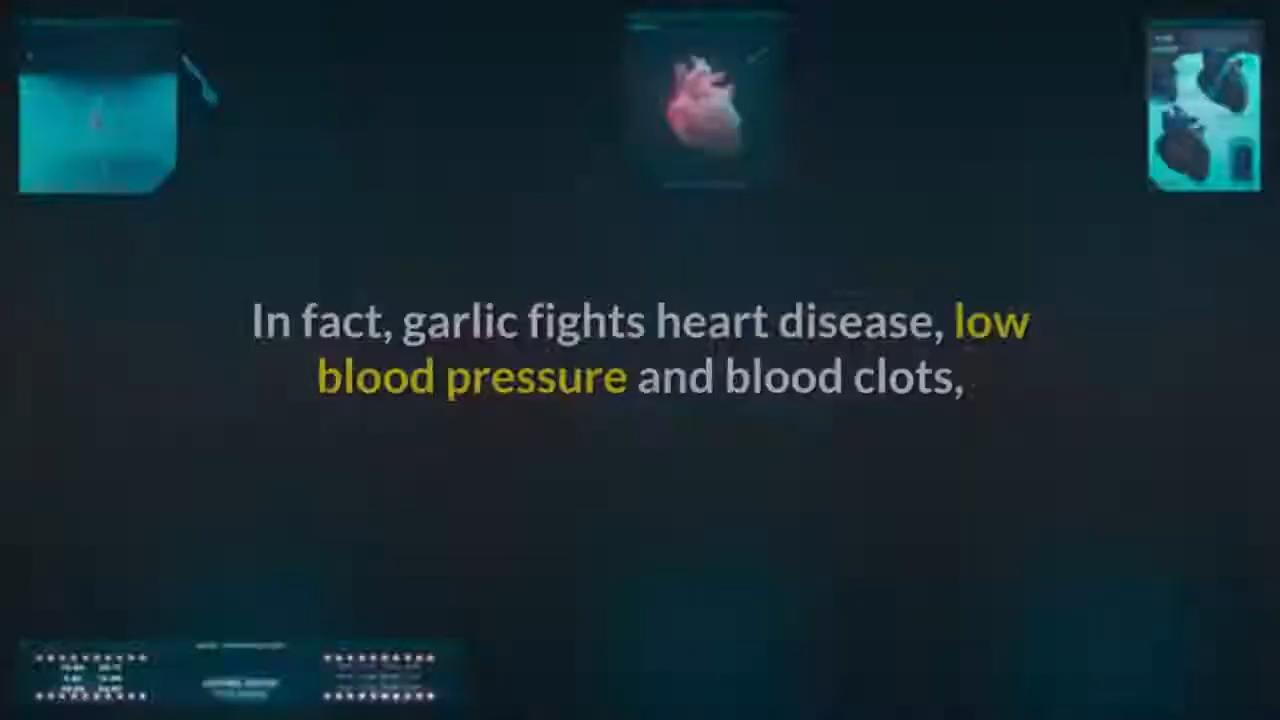 In fact, garlic fights heart disease, low
blood pressure and blood clots,